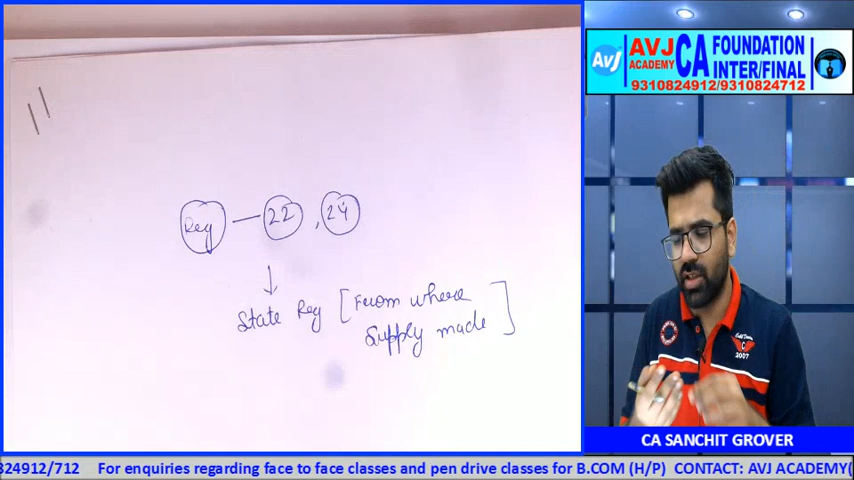 AVJ
ACADEMY
CA
FOUNDATION
INTER/FINAL
9310824912/9310824712
AVJ
Reg — 22, 24
State Reg [From where
Supply made]
2007
CA SANCHIT GROVER
824912/712 For enquiries regarding face to face classes and pen drive classes for B.COM (H/P) CONTACT: AVJ ACADEMY(